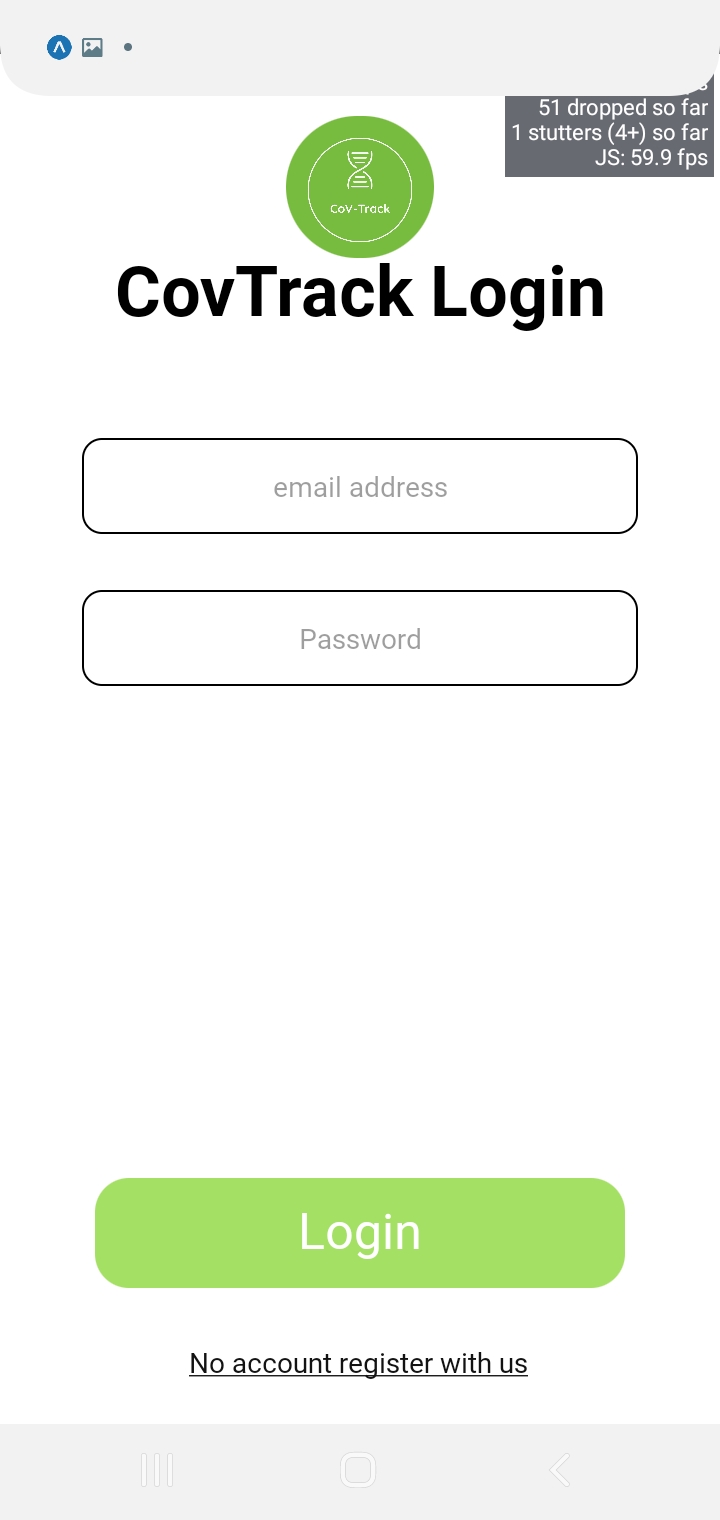 51 dropped so far
1 stutters (4+) so far
JS: 59.9 fps
CoV-Track
CovTrack Login
email address
Password
Login
No account register with us